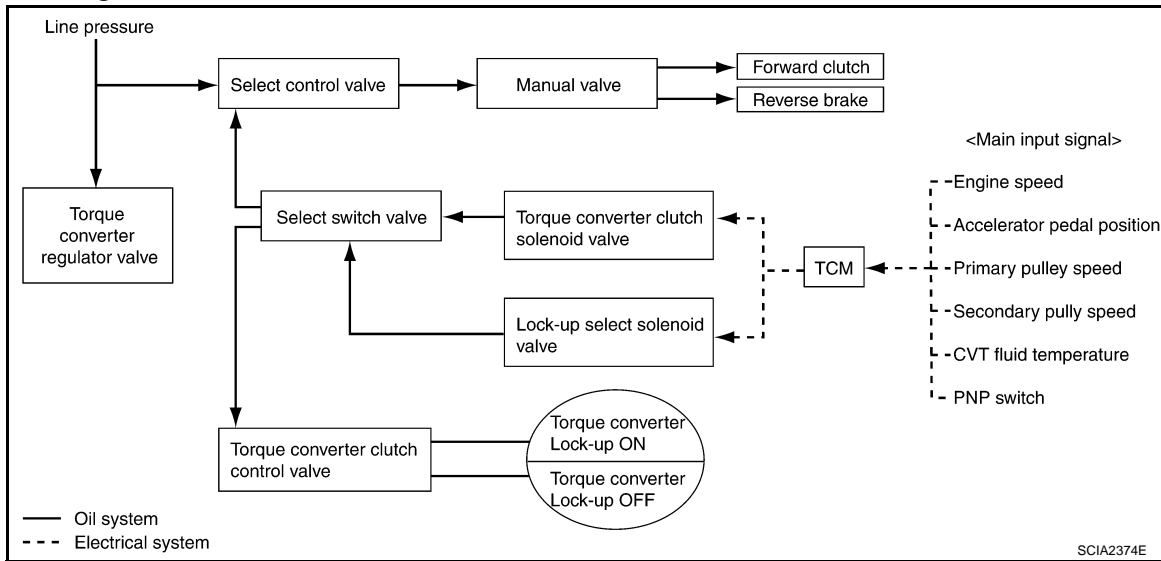 Line pressure
Select control valve
Manual valve
Forward clutch
Reverse brake
<Main input signal>
Torque
converter
regulator valve
Select switch valve
Torque converter clutch
solenoid valve
Lock-up select solenoid
valve
TCM
Engine speed
Accelerator pedal position
Primary pulley speed
Secondary pully speed
CVT fluid temperature
PNP switch
Torque converter clutch
control valve
Torque converter
Lock-up ON
Torque converter
Lock-up OFF
Oil system
Electrical system
SCIA2374E